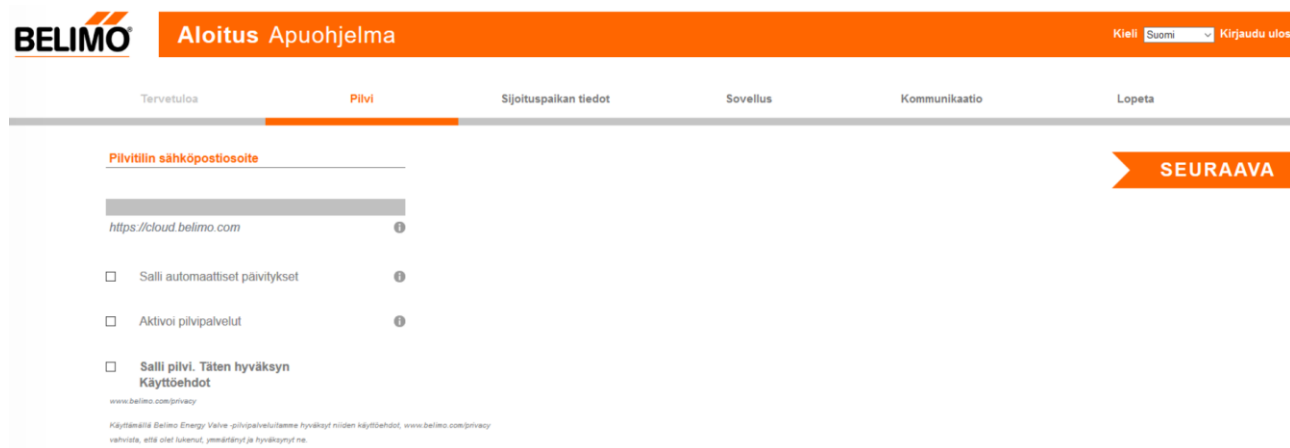 BELIMO®
Aloitus Apuohjelma
Kieli Suomi Kirjaudu ulos
Tervetuloa Pilvi Sijoituspaikan tiedot Sovellus Kommunikaatio Lopeta
Pilvitilin sähköpostiosoite
SEURAAVA
https://cloud.belimo.com
Salli automaattiset päivitykset
Aktivoi pilvipalvelut
Salli pilvi. Täten hyväksyn
Käyttöehdot
www.belimo.com/privacy
Käyttämällä Belimo Energy Valve -pilvipalveluitamme hyväksyt niiden käyttöehdot, www.belimo.com/privacy
vahvista, että olet lukenut, ymmärtänyt ja hyväksynyt ne.